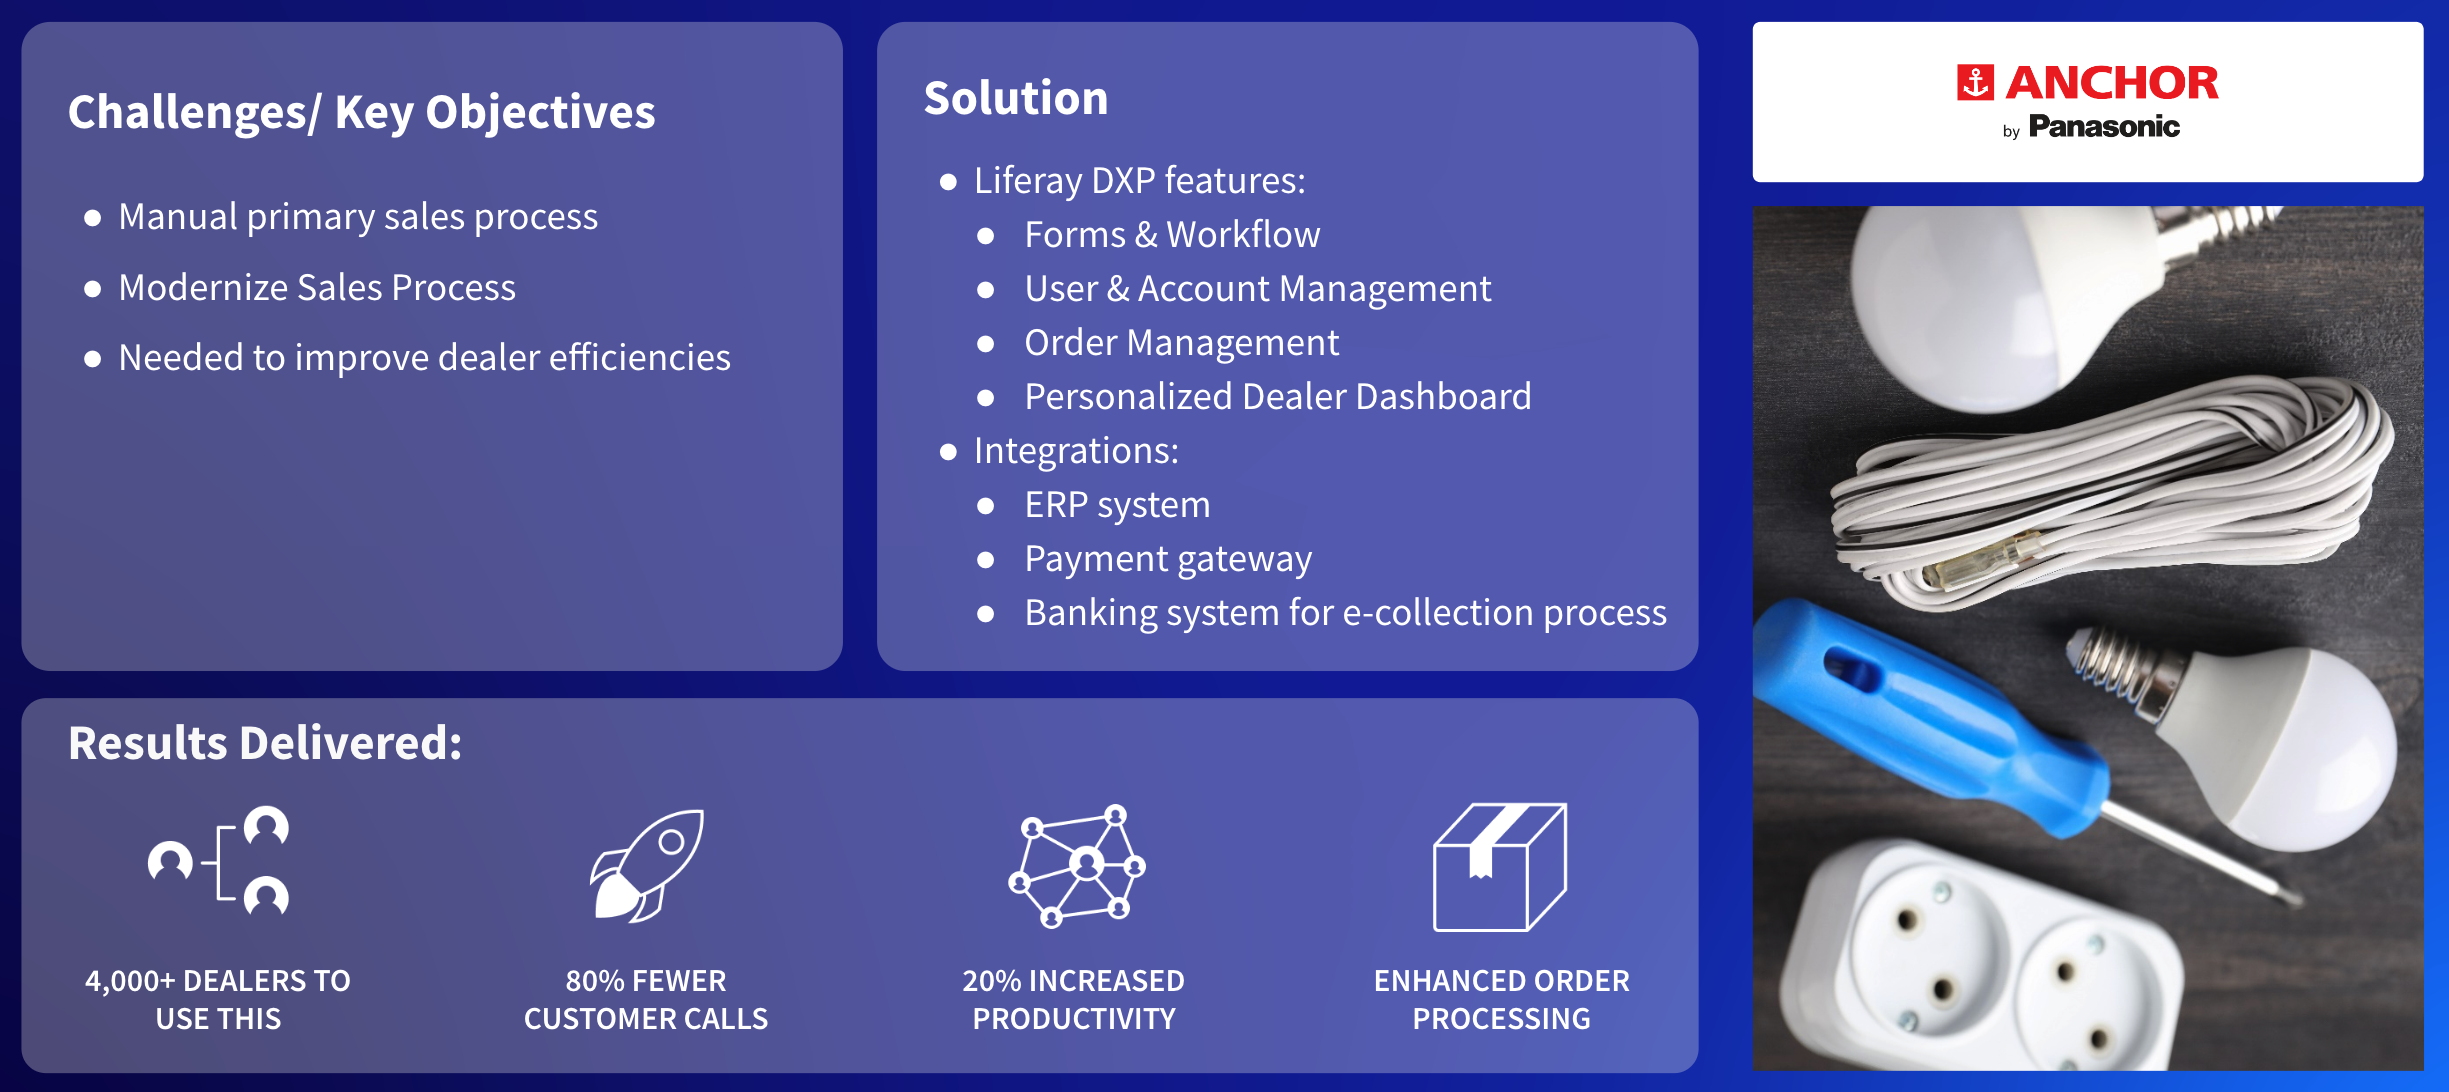 Challenges/ Key Objectives
● Manual primary sales process
● Modernize Sales Process
● Needed to improve dealer efficiencies
Solution
● Liferay DXP features:
● Forms & Workflow
● User & Account Management
● Order Management
● Personalized Dealer Dashboard
● Integrations:
● ERP system
● Payment gateway
● Banking system for e-collection process
ANCHOR
by Panasonic
Results Delivered:
4,000+ DEALERS TO
USE THIS
80% FEWER
CUSTOMER CALLS
20% INCREASED
PRODUCTIVITY
ENHANCED ORDER
PROCESSING